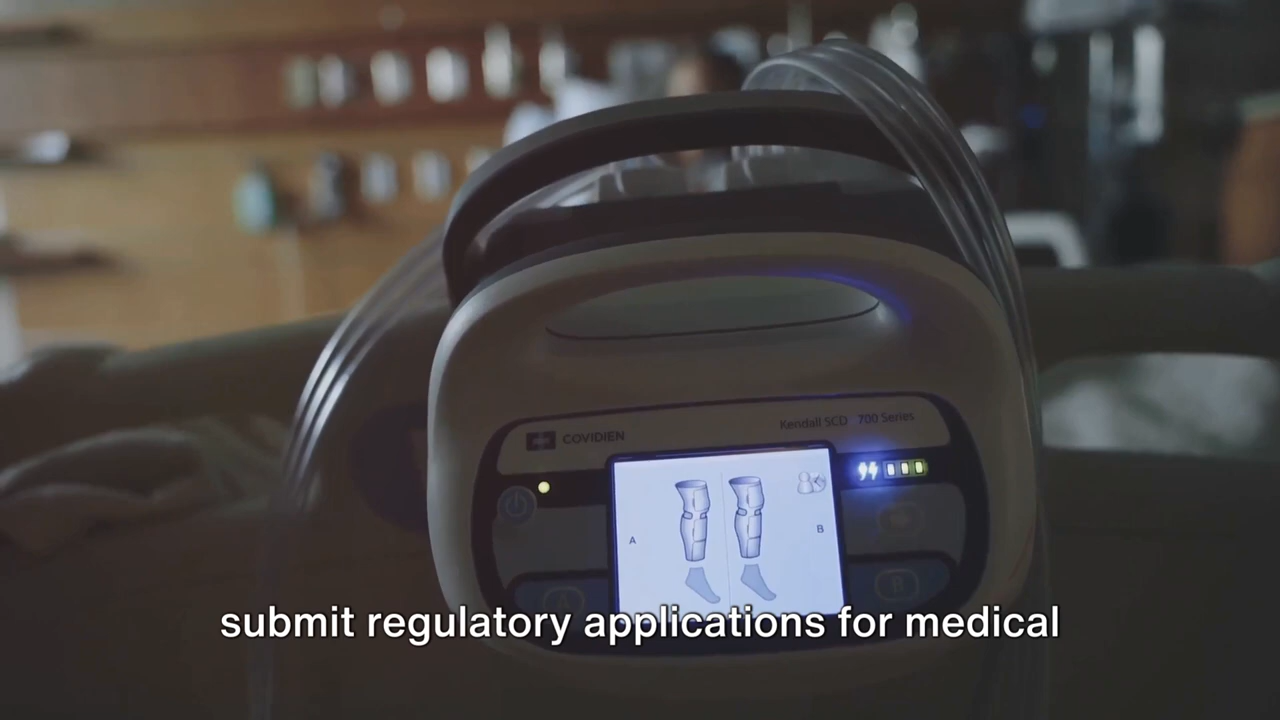 COVIDIEN
Kendall SCD 700 Series
A
B
submit regulatory applications for medical